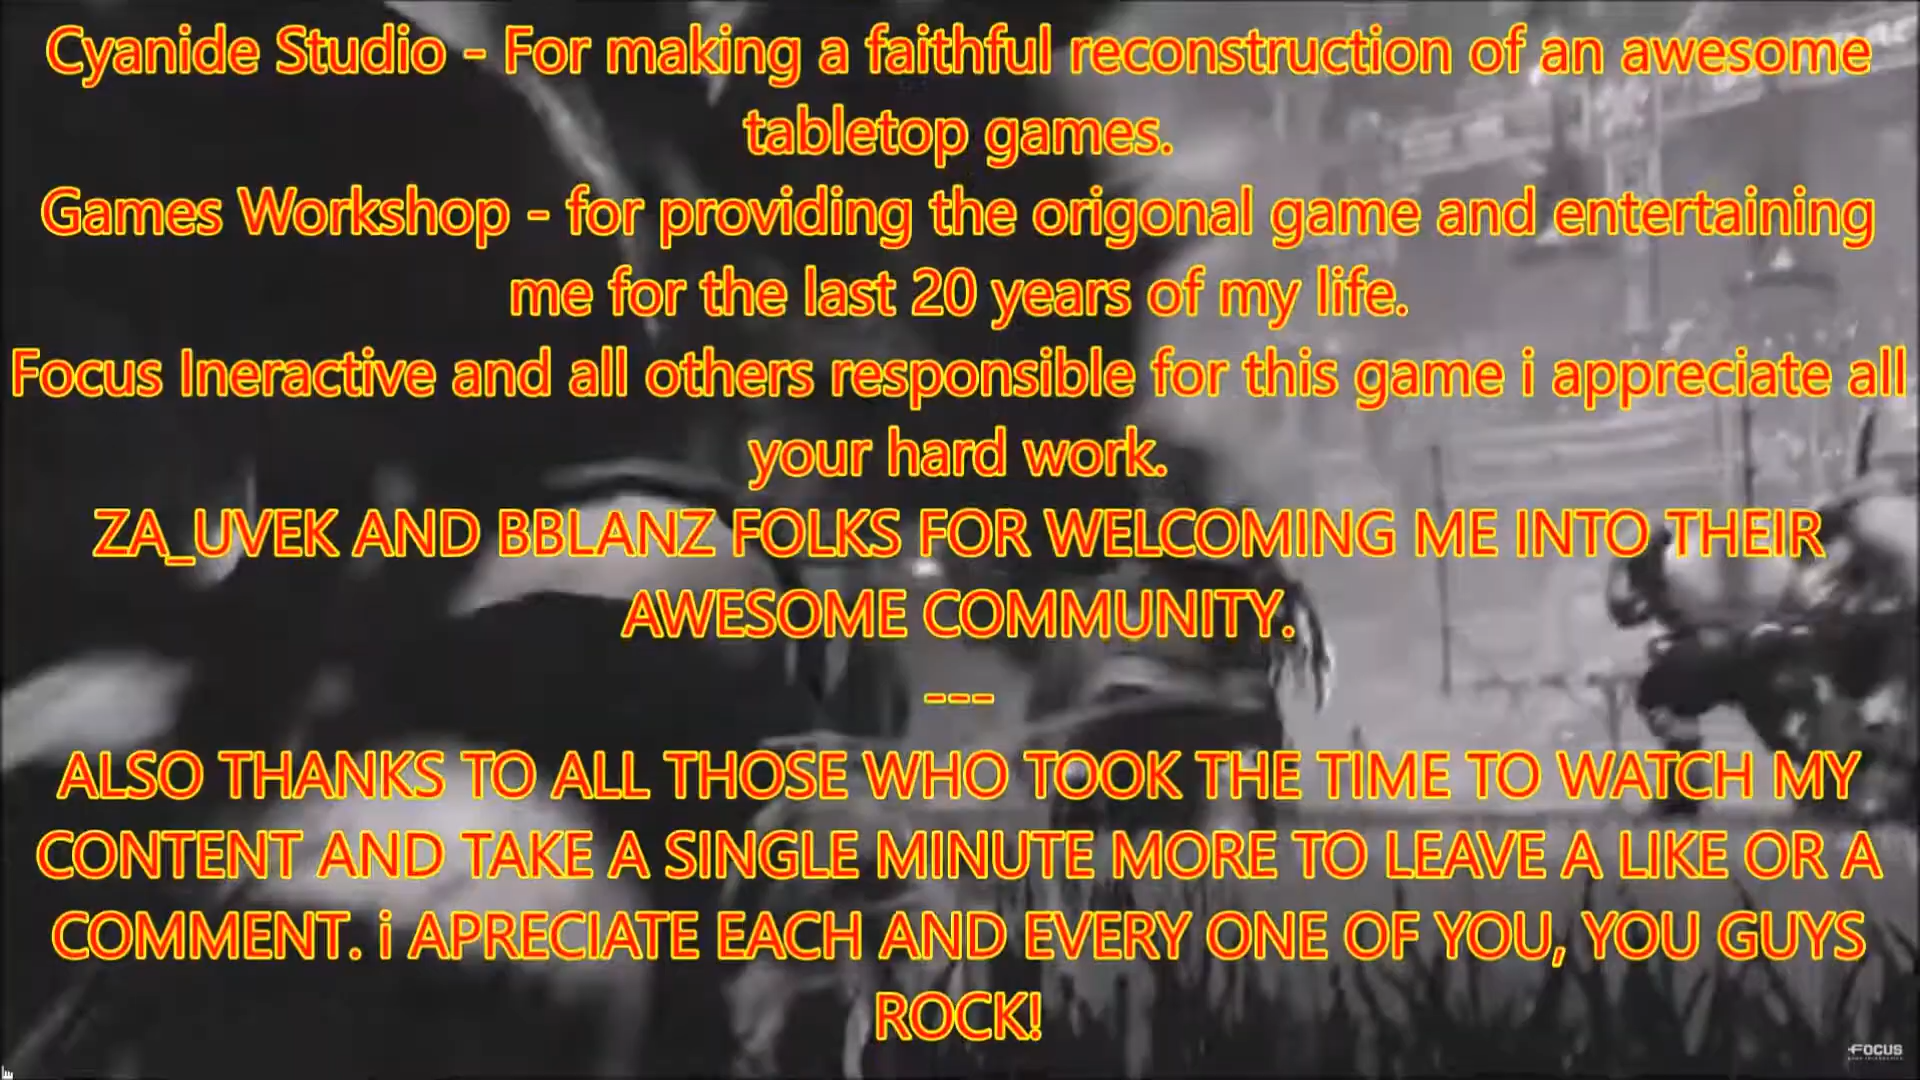 Cyanide Studio - For making a faithful reconstruction of an awesome
tabletop games.
Games Workshop - for providing the origonal game and entertaining
me for the last 20 years of my life.
Focus Ineractive and all others responsible for this game i appreciate all
your hard work.
ZA_UVEK AND BBLANZ FOLKS FOR WELCOMING ME INTO THEIR
AWESOME COMMUNITY.
---
ALSO THANKS TO ALL THOSE WHO TOOK THE TIME TO WATCH MY
CONTENT AND TAKE A SINGLE MINUTE MORE TO LEAVE A LIKE OR A
COMMENT. i APRECIATE EACH AND EVERY ONE OF YOU, YOU GUYS
ROCK!
FOCUS